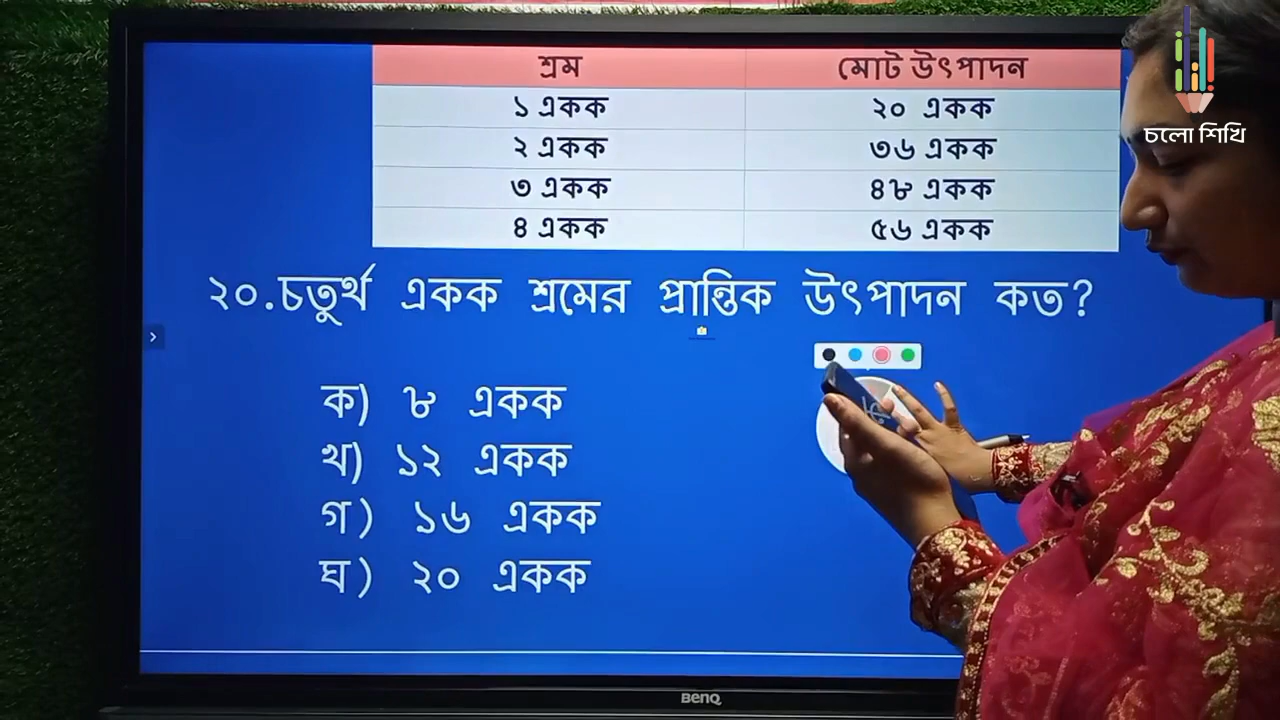 শ্রম মোট উৎপাদন
১ একক ২০ একক
২ একক ৩৬ একক
৩ একক ৪৮ একক
৪ একক ৫৬ একক
২০.চতুর্থ একক শ্রমের প্রান্তিক উৎপাদন কত?
ক) ৮ একক
খ) ১২ একক
গ) ১৬ একক
ঘ) ২০ একক
চলো শিখি
BenQ